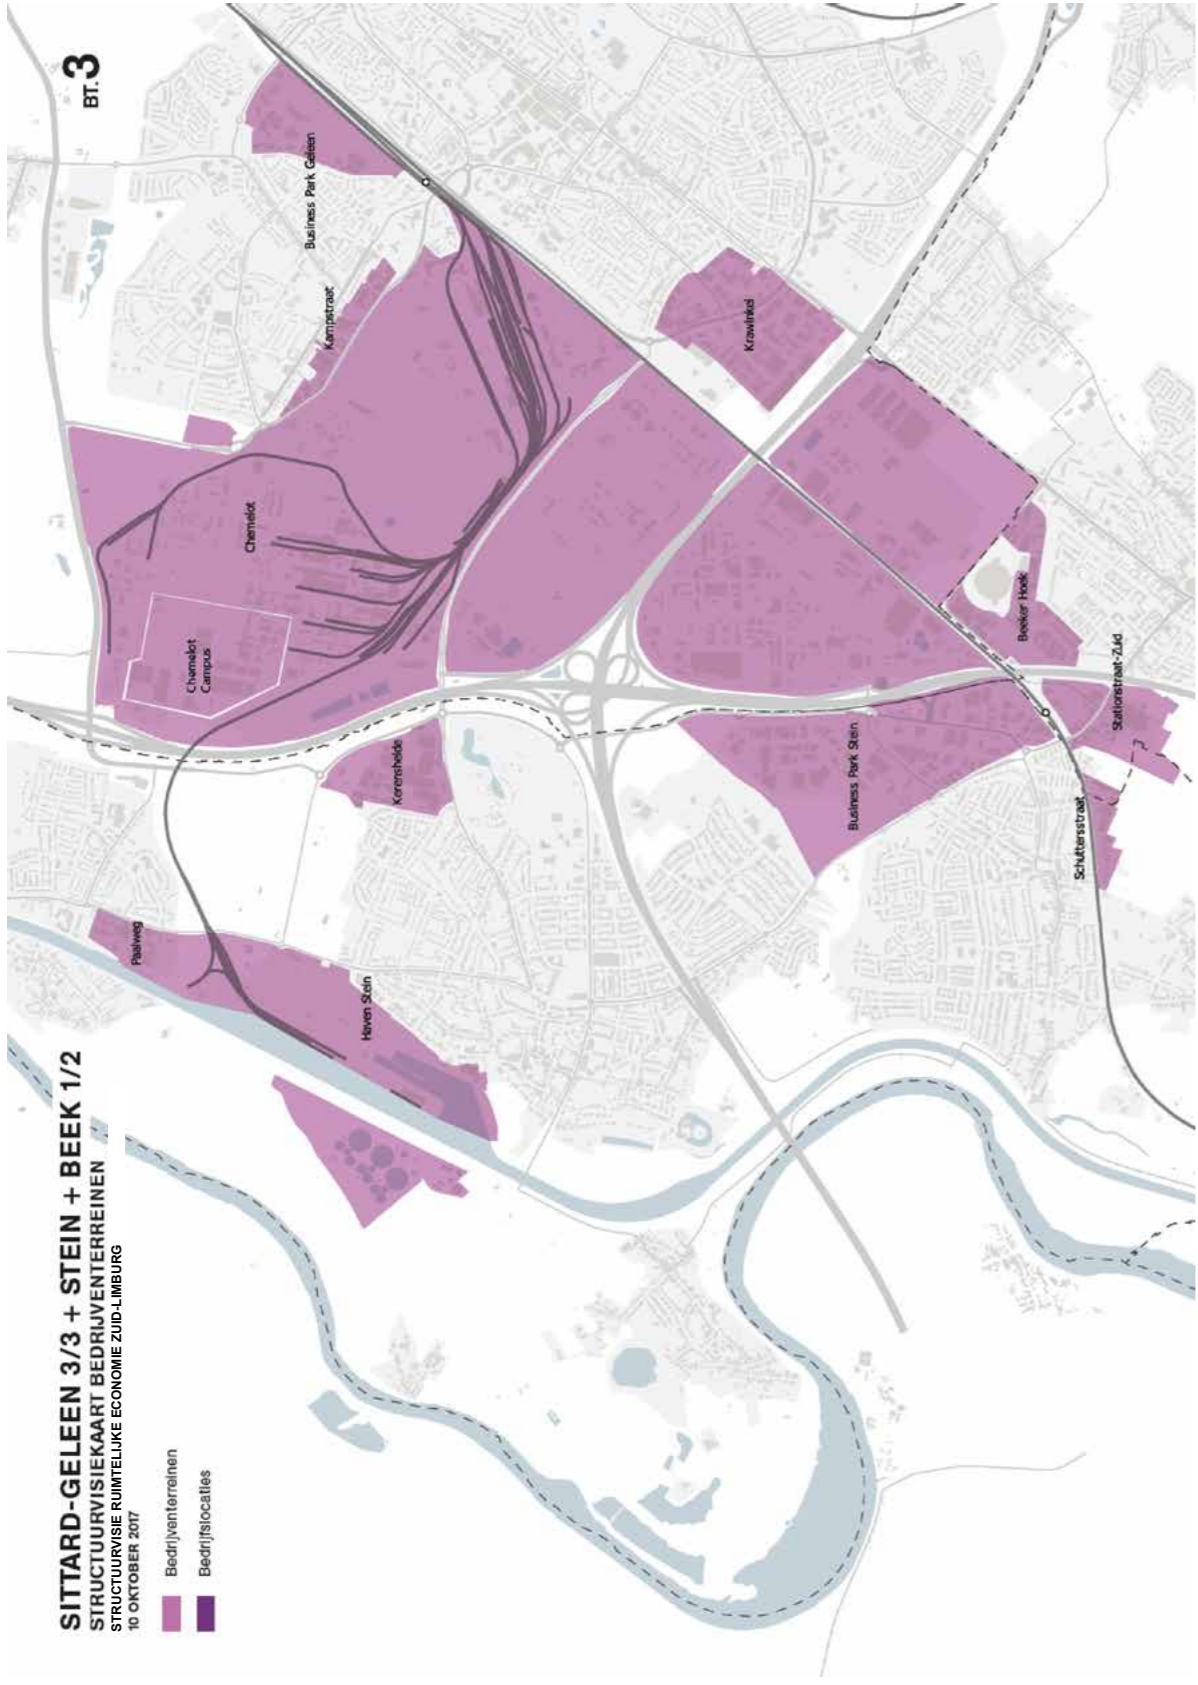 SITTARD-GELEEN 3/3 + STEIN + BEEK 1/2
STRUCTUURVISIEKAART BEDRIJVENTERREINEN
STRUCTUURVISIE RUIMTELIJKE ECONOMIE ZUID-LIMBURG
10 OKTOBER 2017
BT.3
Bedrijventerreinen
Bedrijfslocaties
Paalweg
Haven Stein
Chemelot
Campus
Chemelot
Kampstraat
Business Park Geleen
Kerensheide
Krawinkel
Business Park Stein
Beeker Hoek
Stationstraat-Zuid
Schuttersstraat